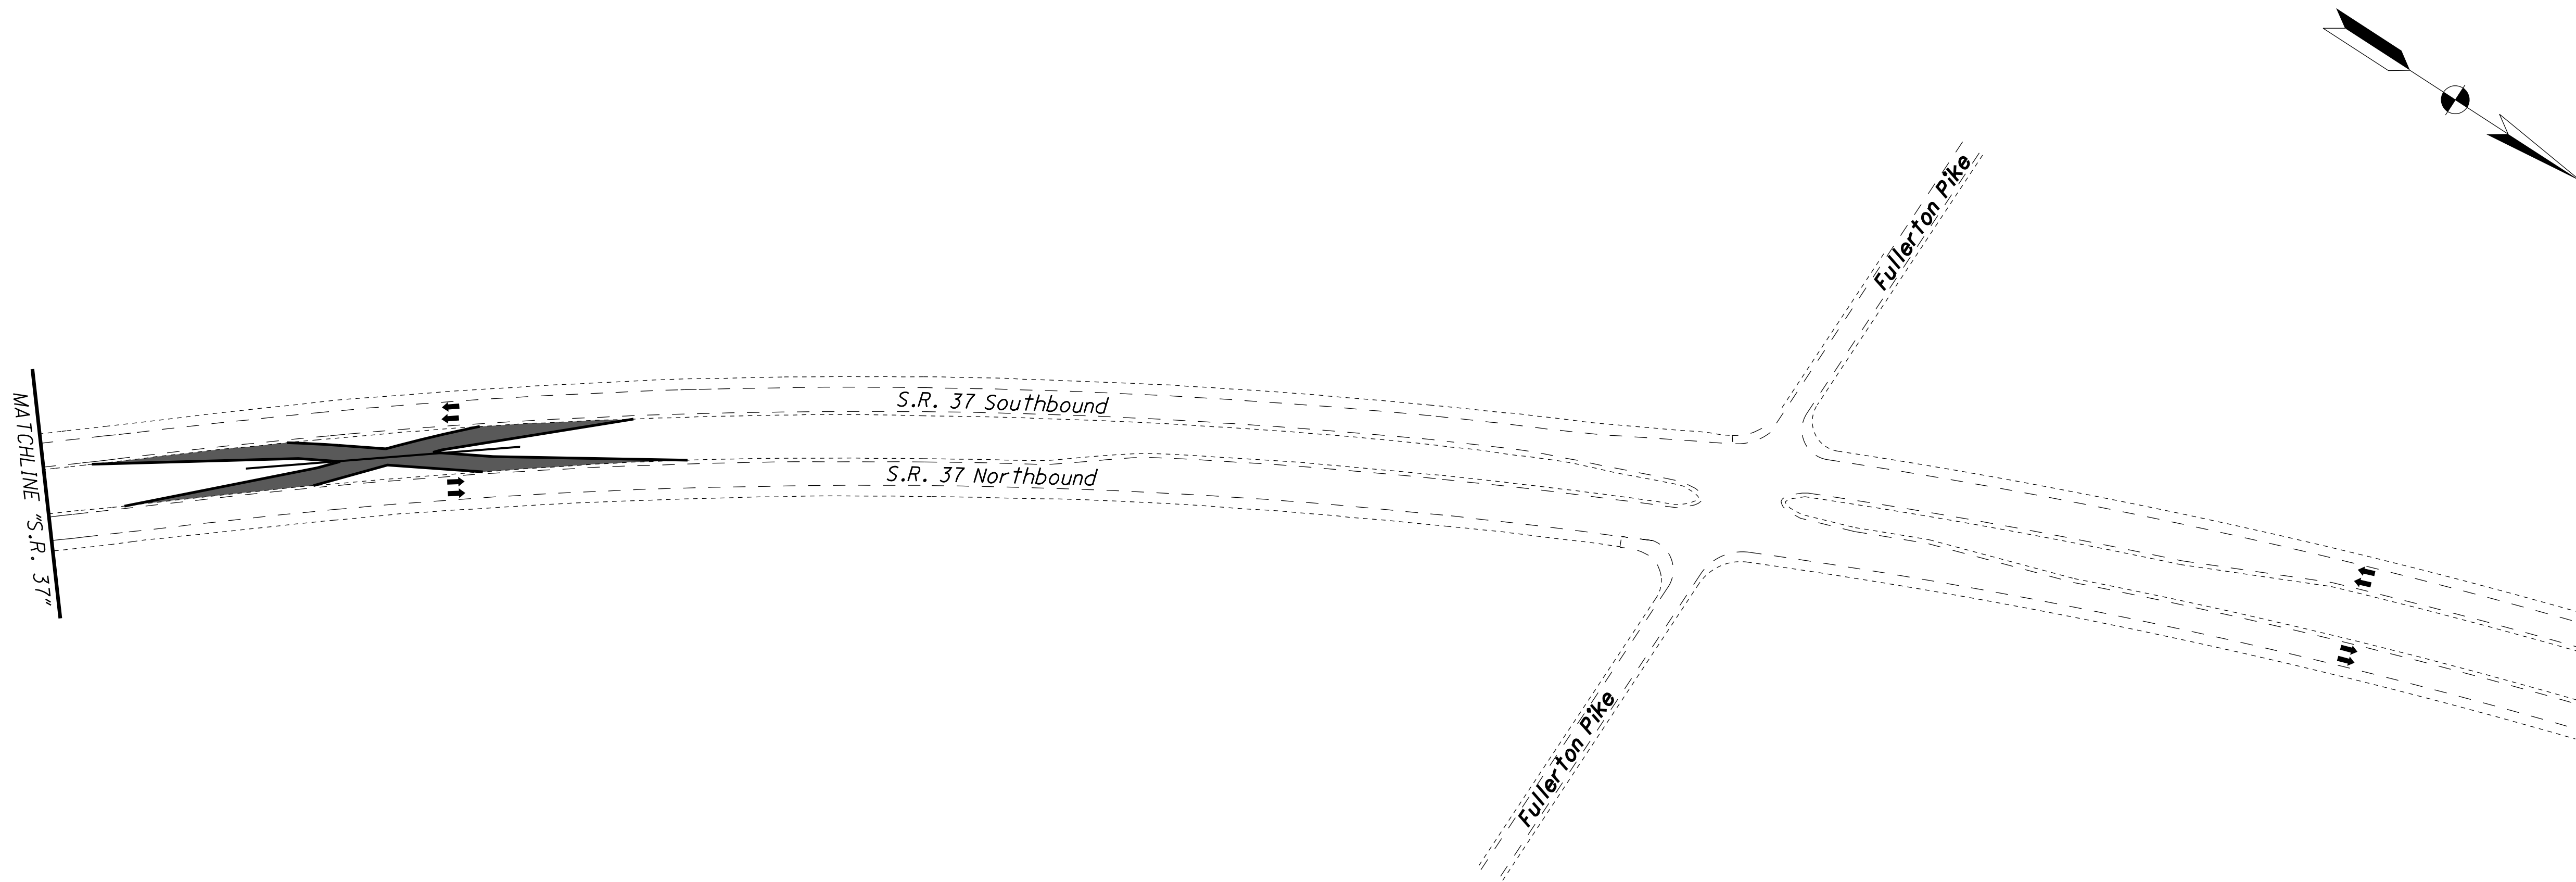 Fullerton Pike
MATCHLINE "S.R. 37"
S.R. 37 Southbound
S.R. 37 Northbound
Fullerton Pike